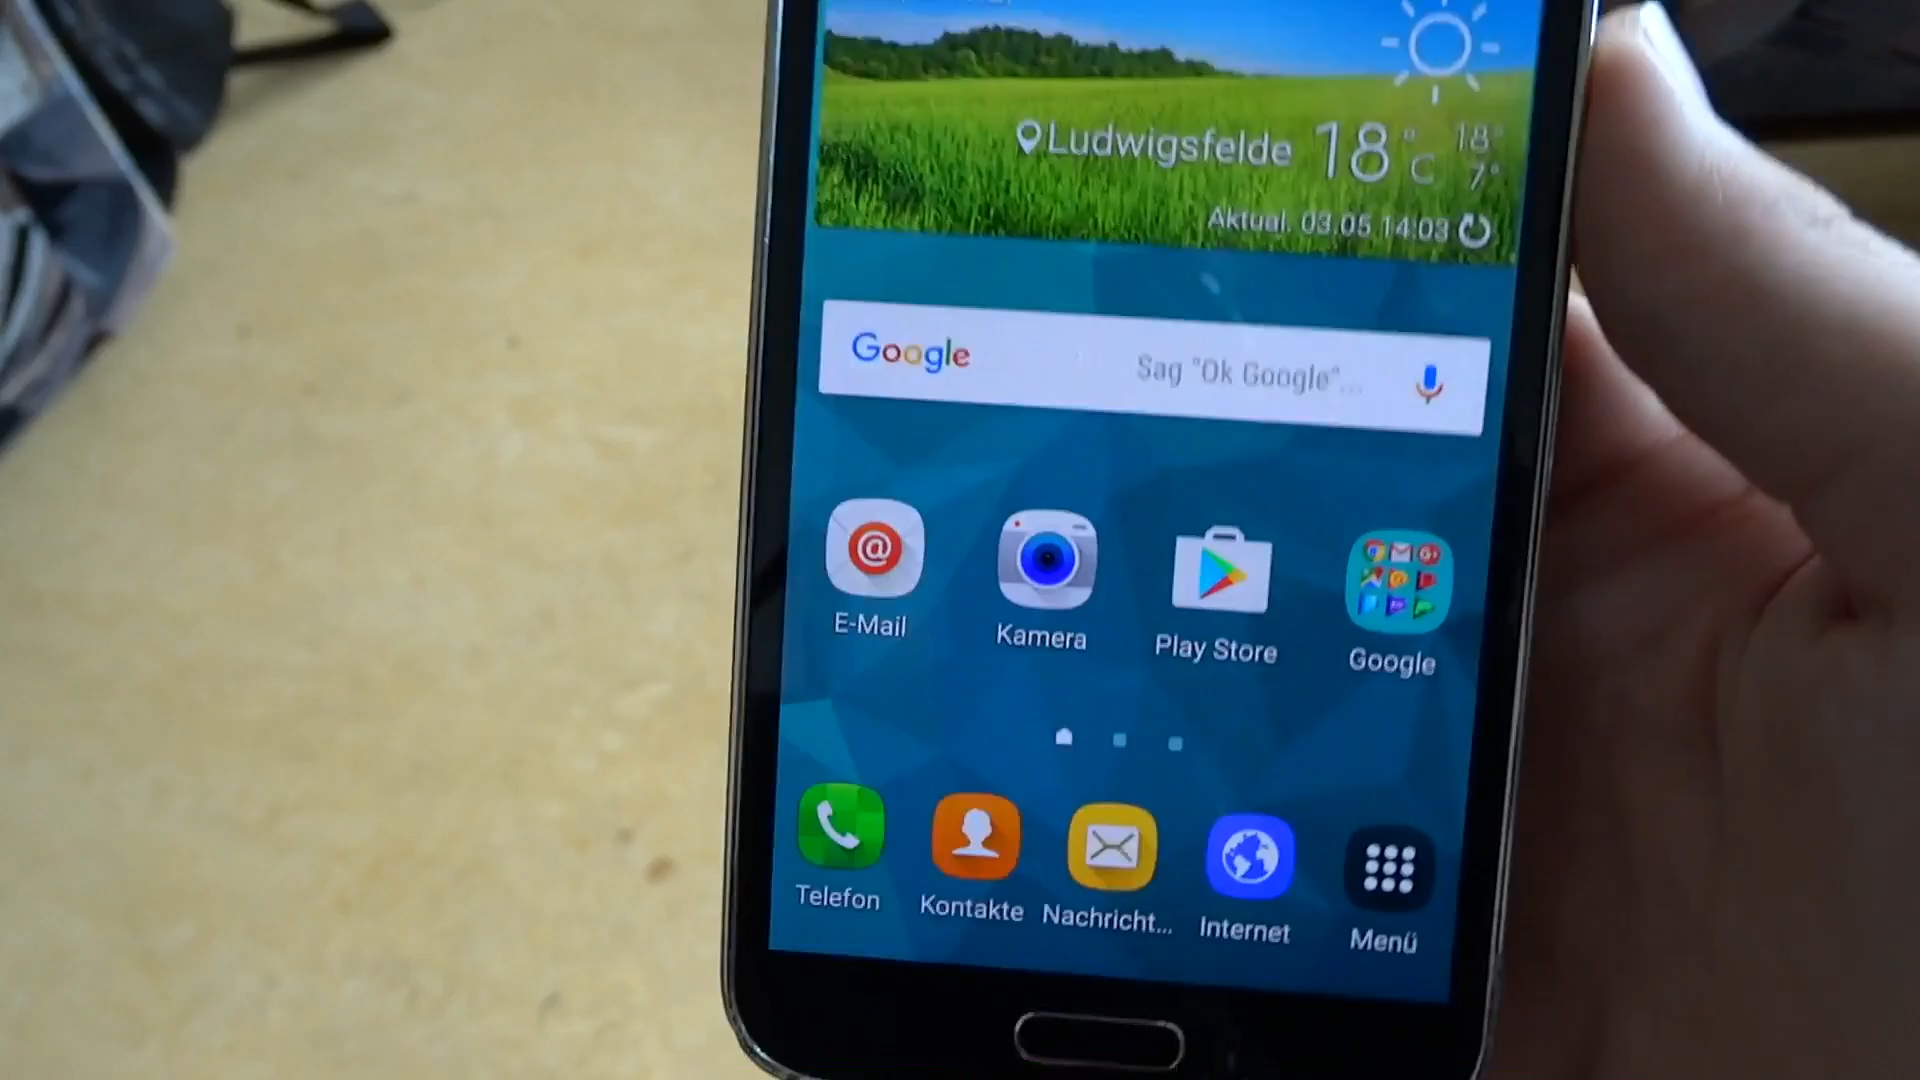 Ludwigsfelde 18°C 18°
7°
Aktual. 03.05 14:03
Google Sag "Ok Google"...
E-Mail Kamera Play Store Google
Telefon Kontakte Nachricht... Internet Menü